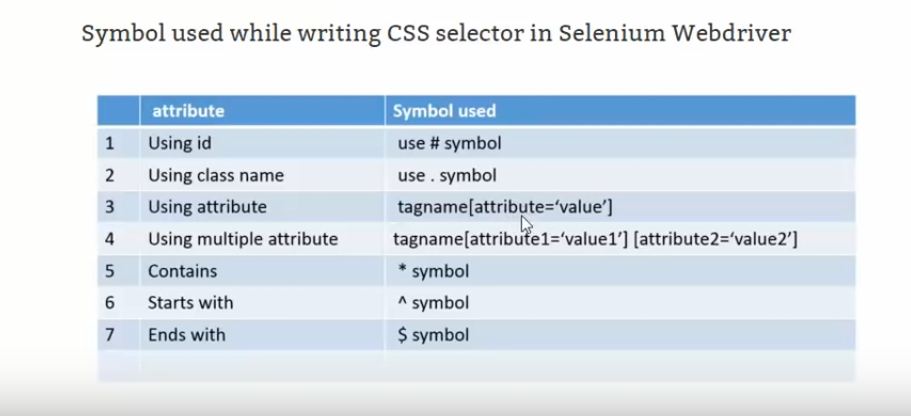 Symbol used while writing CSS selector in Selenium Webdriver
attribute Symbol used
1 Using id use # symbol
2 Using class name use . symbol
3 Using attribute tagname[attribute=‘value’]
4 Using multiple attribute tagname[attribute1=‘value1’] [attribute2=‘value2’]
5 Contains * symbol
6 Starts with ^ symbol
7 Ends with $ symbol